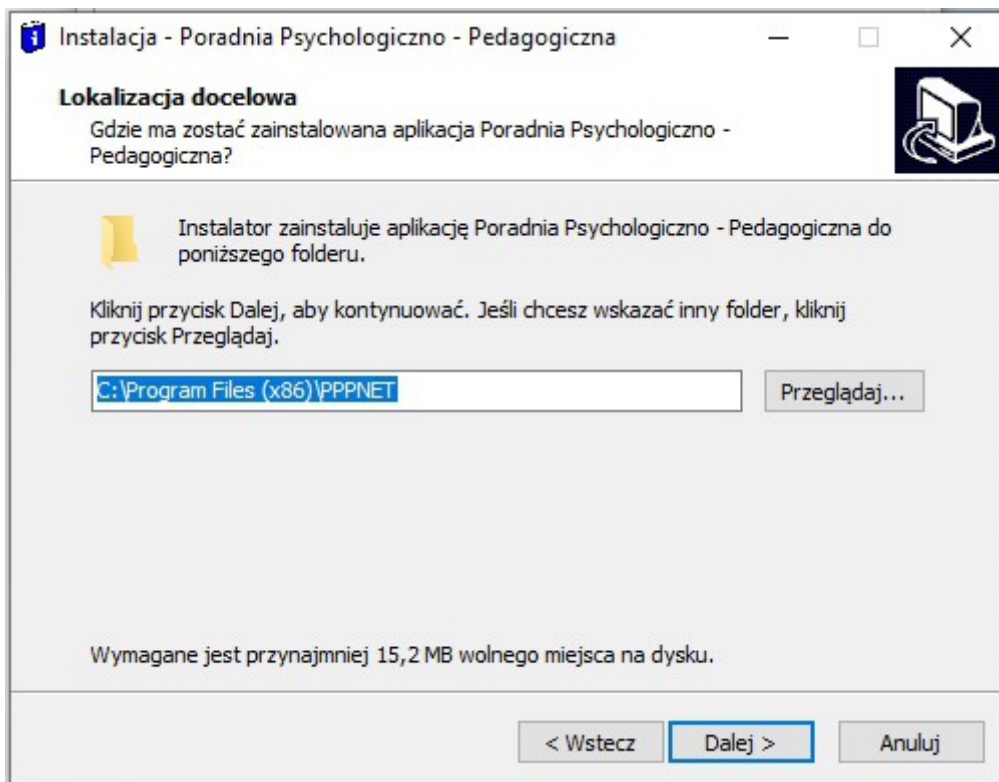 Instalacja - Poradnia Psychologiczno - Pedagogiczna
Lokalizacja docelowa
Gdzie ma zostać zainstalowana aplikacja Poradnia Psychologiczno -
Pedagogiczna?
Instalator zainstaluje aplikację Poradnia Psychologiczno - Pedagogiczna do
poniższego folderu.
Kliknij przycisk Dalej, aby kontynuować. Jeśli chcesz wskazać inny folder, kliknij
przycisk Przeglądaj.
C:\Program Files (x86)\PPPNET
Przeglądaj...
Wymagane jest przynajmniej 15,2 MB wolnego miejsca na dysku.
< Wstecz
Dalej >
Anuluj